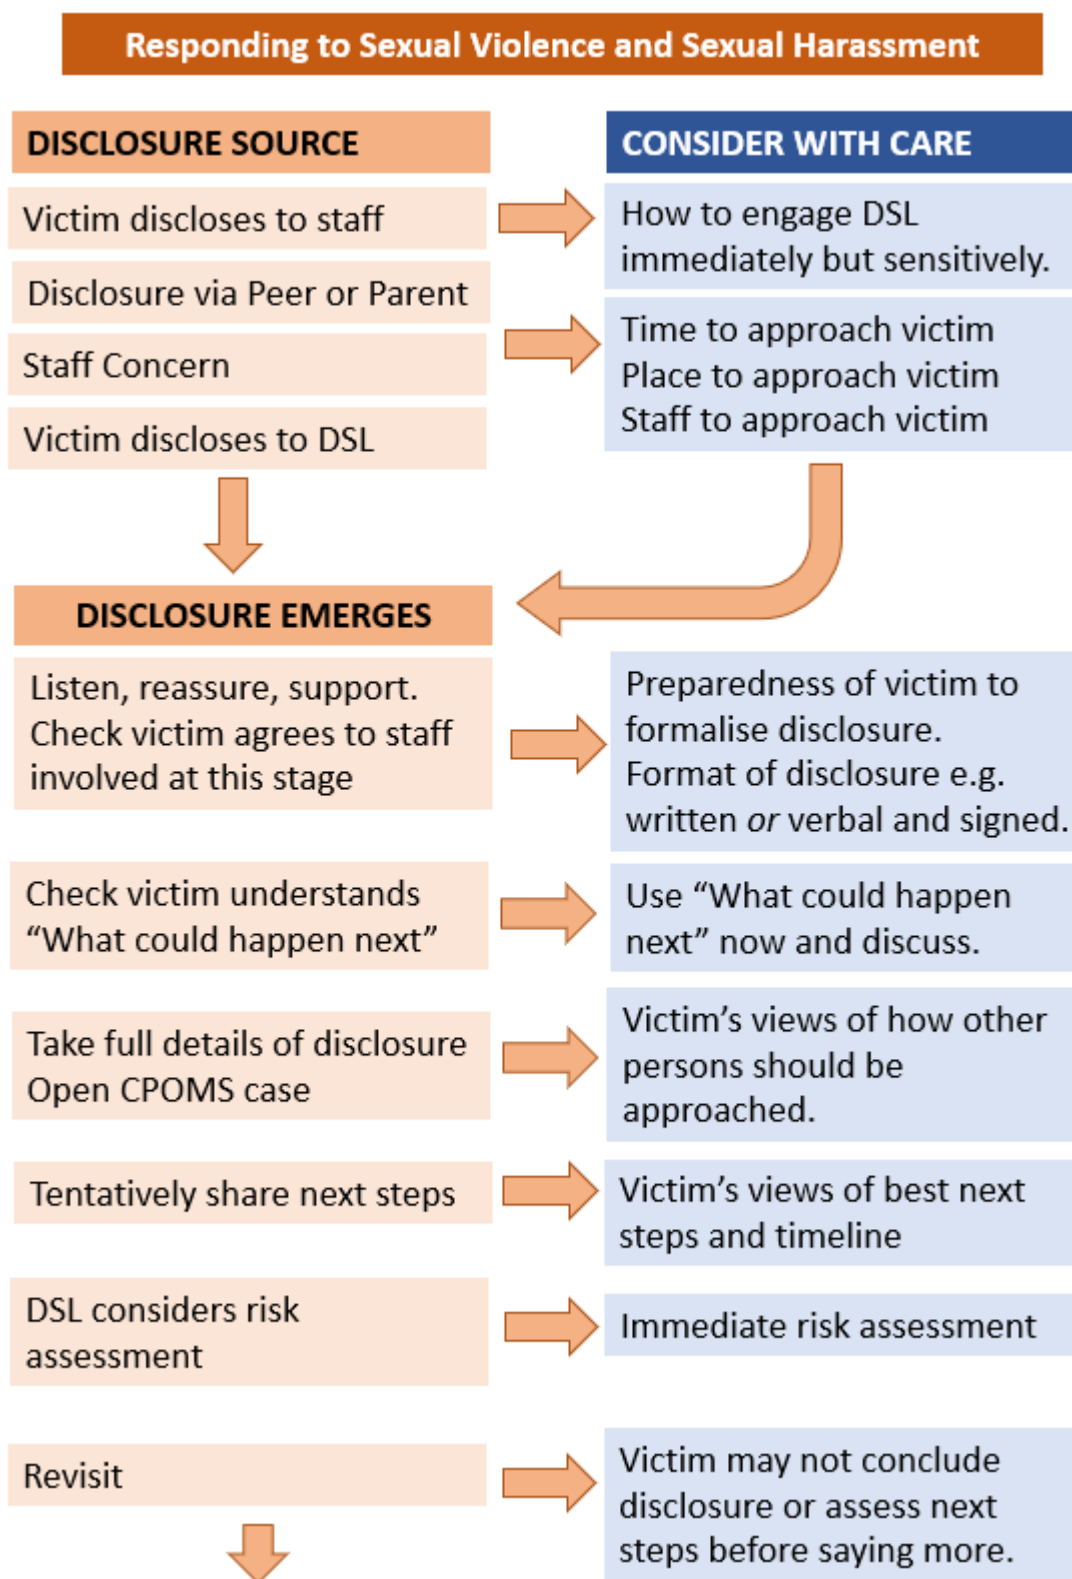 Responding to Sexual Violence and Sexual Harassment
DISCLOSURE SOURCE
CONSIDER WITH CARE
Victim discloses to staff
How to engage DSL
immediately but sensitively.
Disclosure via Peer or Parent
Staff Concern
Time to approach victim
Place to approach victim
Staff to approach victim
Victim discloses to DSL
DISCLOSURE EMERGES
Listen, reassure, support.
Check victim agrees to staff
involved at this stage
Preparedness of victim to
formalise disclosure.
Format of disclosure e.g.
written or verbal and signed.
Check victim understands
“What could happen next”
Use “What could happen
next” now and discuss.
Take full details of disclosure
Open CPOMS case
Victim’s views of how other
persons should be
approached.
Tentatively share next steps
Victim’s views of best next
steps and timeline
DSL considers risk
assessment
Immediate risk assessment
Revisit
Victim may not conclude
disclosure or assess next
steps before saying more.